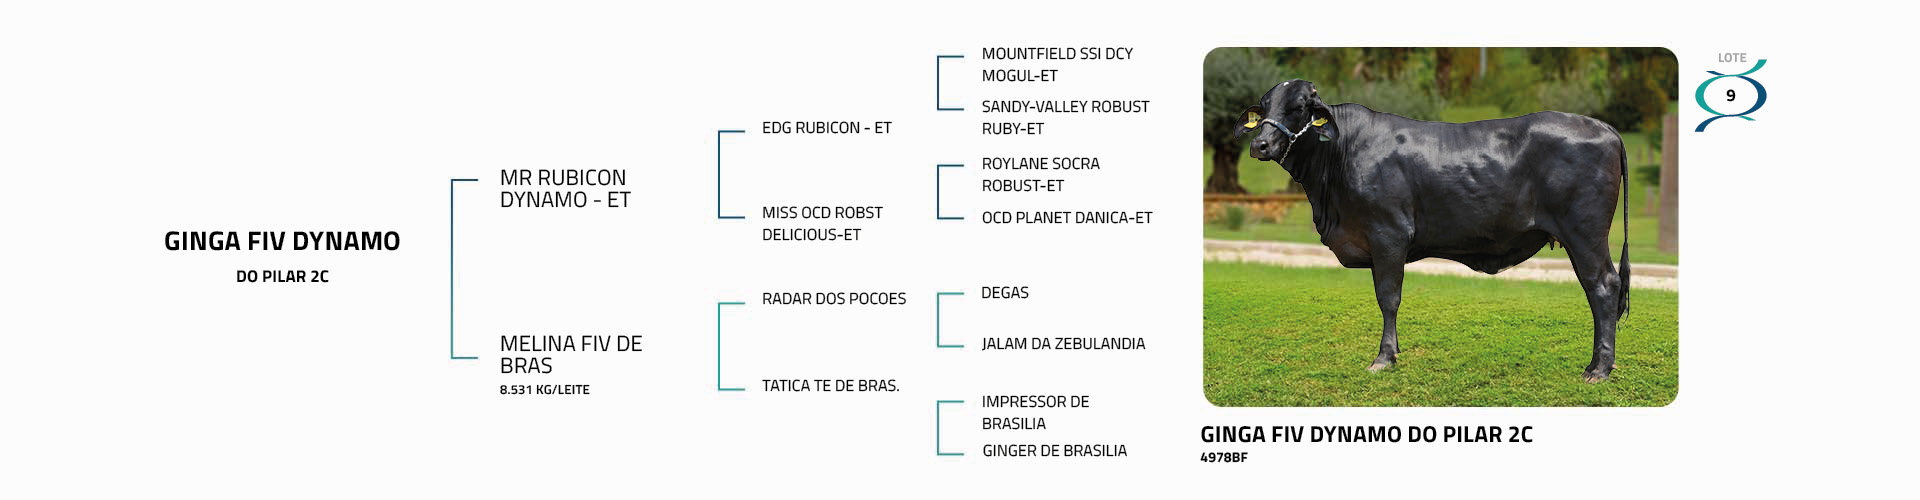 GINGA FIV DYNAMO
DO PILAR 2C
MR RUBICON
DYNAMO - ET
MELINA FIV DE
BRAS
8.531 KG/LEITE
EDG RUBICON - ET
MISS OCD ROBST
DELICIOUS-ET
RADAR DOS POCOES
TATICA TE DE BRAS.
MOUNTFIELD SSI DCY
MOGUL-ET
SANDY-VALLEY ROBUST
RUBY-ET
ROYLANE SOCRA
ROBUST-ET
OCD PLANET DANICA-ET
DEGAS
JALAM DA ZEBULANDIA
IMPRESSOR DE
BRASILIA
GINGER DE BRASILIA
LOTE
9
GINGA FIV DYNAMO DO PILAR 2C
4978BF